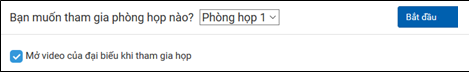 Bạn muốn tham gia phòng họp nào? Phòng họp 1 Bắt đầu
Mở video của đại biểu khi tham gia họp